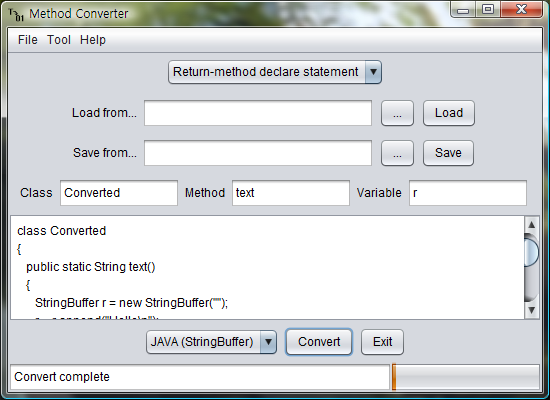 Method Converter
File Tool Help
Return-method declare statement
Load from... ... Load
Save from... ... Save
Class Converted Method text Variable r
class Converted
{
public static String text()
{
StringBuffer r = new StringBuffer("");
JAVA (StringBuffer) Convert Exit
Convert complete